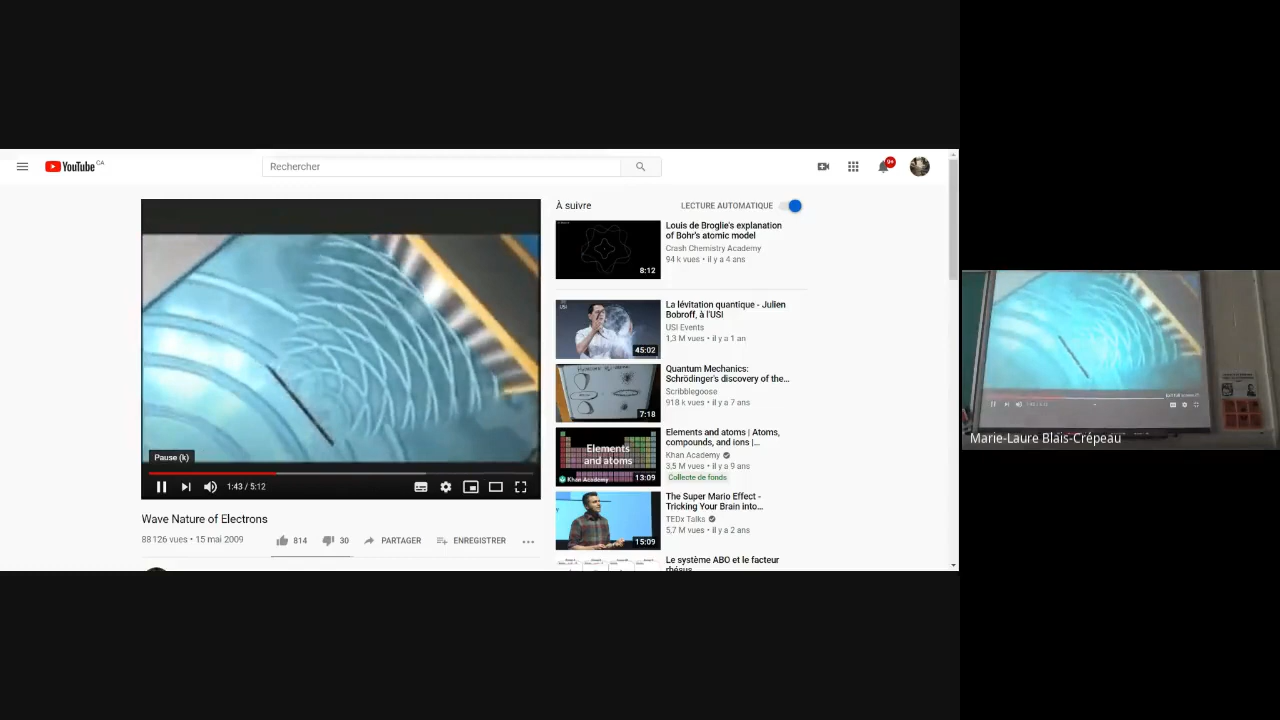 YouTube CA
Rechercher
9+
À suivre
LECTURE AUTOMATIQUE
Louis de Broglie's explanation
of Bohr's atomic model
Crash Chemistry Academy
94 k vues • il y a 4 ans
8:12
La lévitation quantique - Julien
Bobroff, à l'USI
USI Events
1,3 M vues • il y a 1 an
USI
45:02
Quantum Mechanics:
Schrödinger's discovery of the...
Scribblegoose
918 k vues • il y a 7 ans
7:18
Elements and atoms | Atoms,
compounds, and ions |...
Khan Academy
3,5 M vues • il y a 9 ans
Collecte de fonds
Elements
and atoms
Khan Academy
13:09
The Super Mario Effect -
Tricking Your Brain into...
TEDx Talks
5,7 M vues • il y a 2 ans
15:09
Le système ABO et le facteur
rhésus
Pause (k)
1:43 / 5:12
Wave Nature of Electrons
88 126 vues • 15 mai 2009
814
30
PARTAGER
ENREGISTRER
Marie-Laure Blais-Crépeau